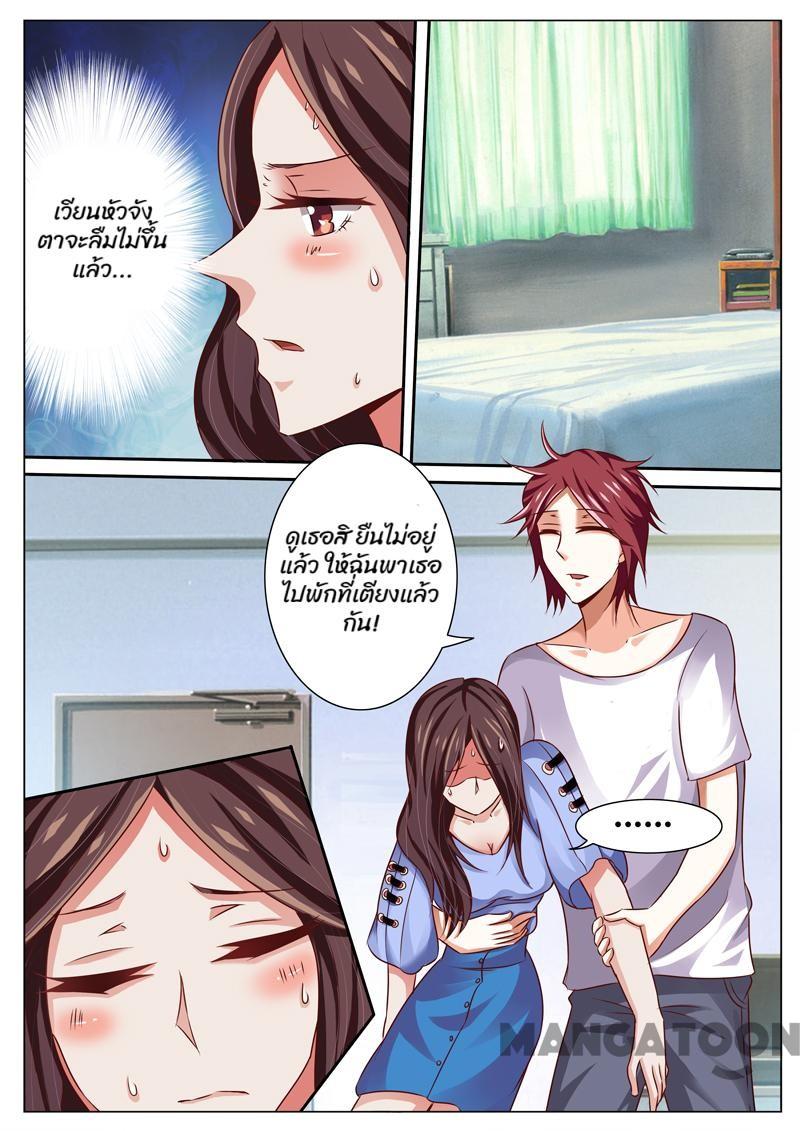 เวียนหัวจัง
ตาจะลืมไม่ขึ้น
แล้ว...
ดูเธอสิ ยืนไม่อยู่
แล้ว ให้ฉันพาเธอ
ไปพักที่เตียงแล้ว
กัน!
......
MANGATOON